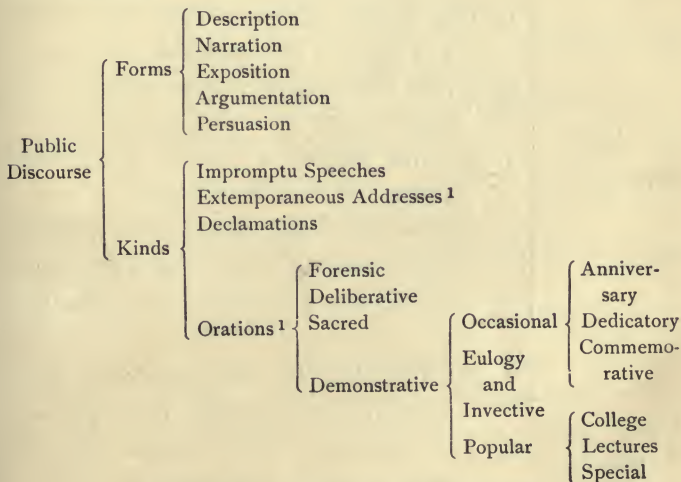 Public
Discourse
Forms
Description
Narration
Exposition
Argumentation
Persuasion
Kinds
Impromptu Speeches
Extemporaneous Addresses 1
Declamations
Orations 1
Forensic
Deliberative
Sacred
Demonstrative
Occasional
Anniver-
sary
Dedicatory
Commemo-
rative
Eulogy
and
Invective
Popular
College
Lectures
Special